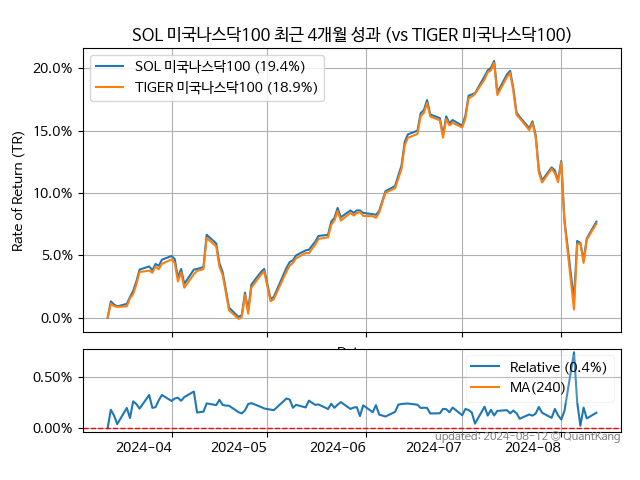 SOL 미국나스닥100 최근 4개월 성과 (vs TIGER 미국나스닥100)
SOL 미국나스닥100 (19.4%)
TIGER 미국나스닥100 (18.9%)
Rate of Return (TR)
20.0%
15.0%
10.0%
5.0%
0.0%
Relative (0.4%)
MA(240)
0.50%
0.00%
2024-04
2024-05
2024-06
2024-07
2024-08
updated: 2024-08-12 © QuantKang